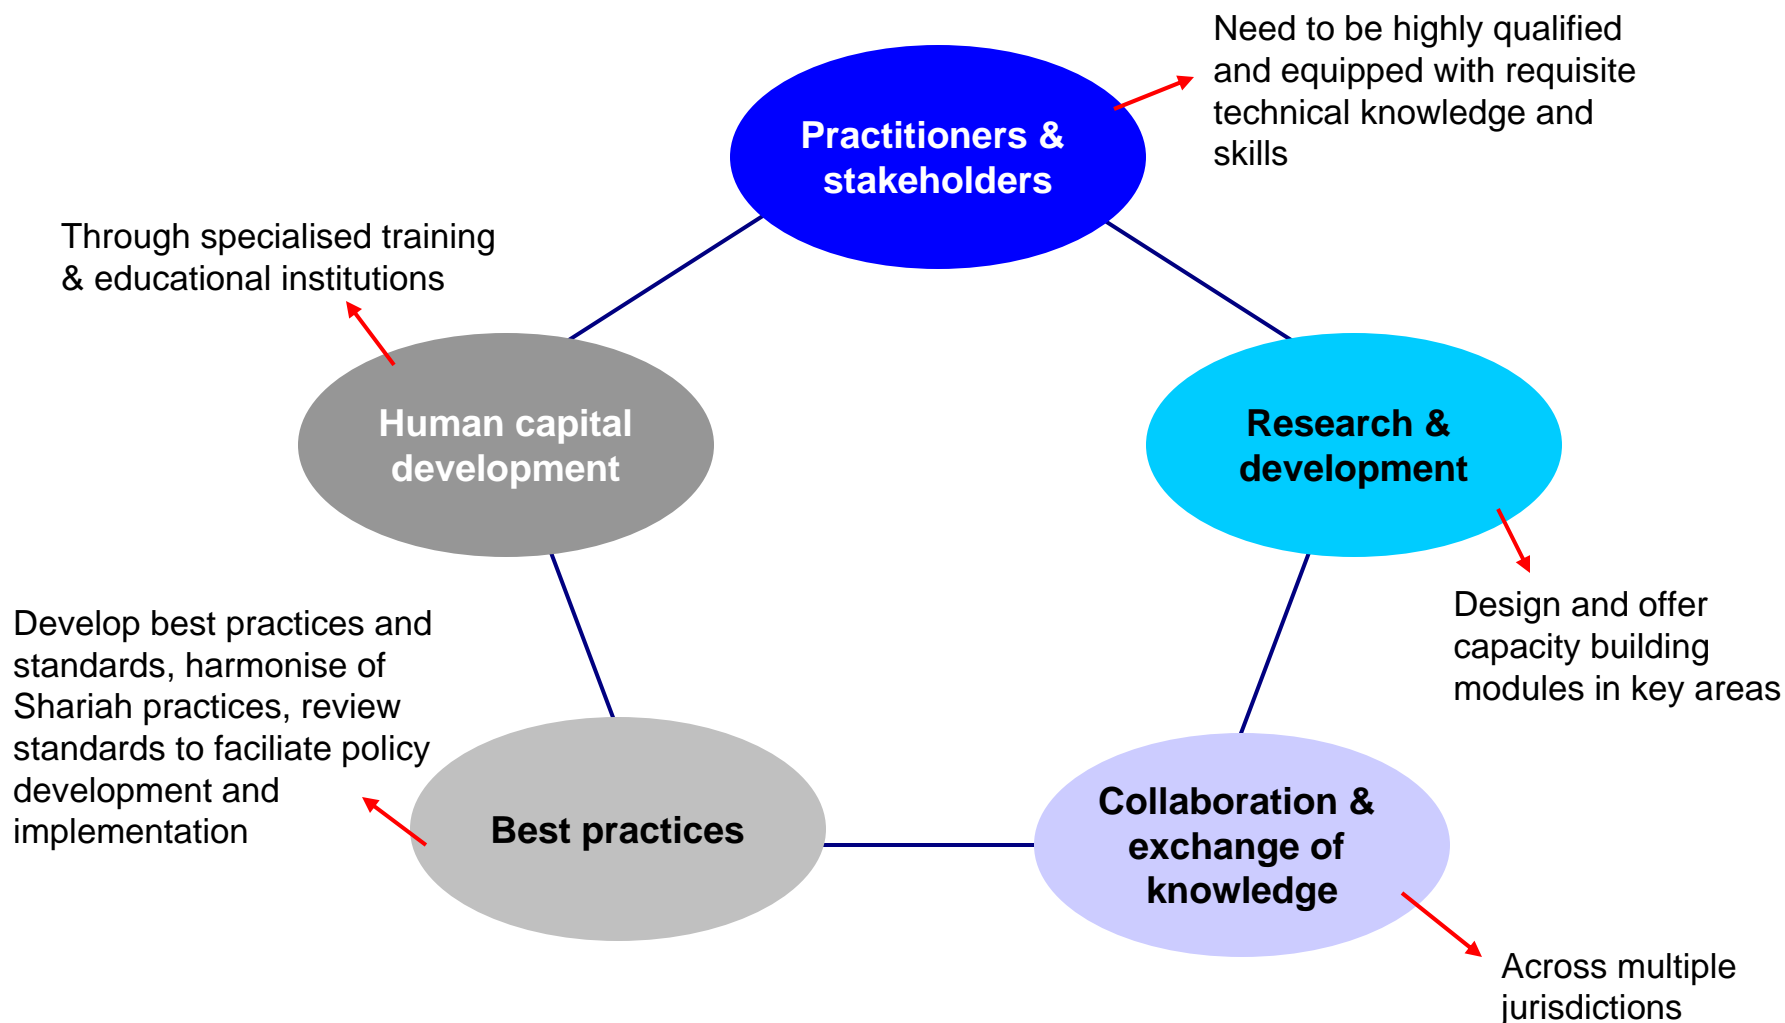 Need to be highly qualified
and equipped with requisite
technical knowledge and
skills
Practitioners &
stakeholders
Through specialised training
& educational institutions
Human capital
development
Research &
development
Design and offer
capacity building
modules in key areas
Develop best practices and
standards, harmonise of
Shariah practices, review
standards to faciliate policy
development and
implementation
Best practices
Collaboration &
exchange of
knowledge
Across multiple
jurisdictions